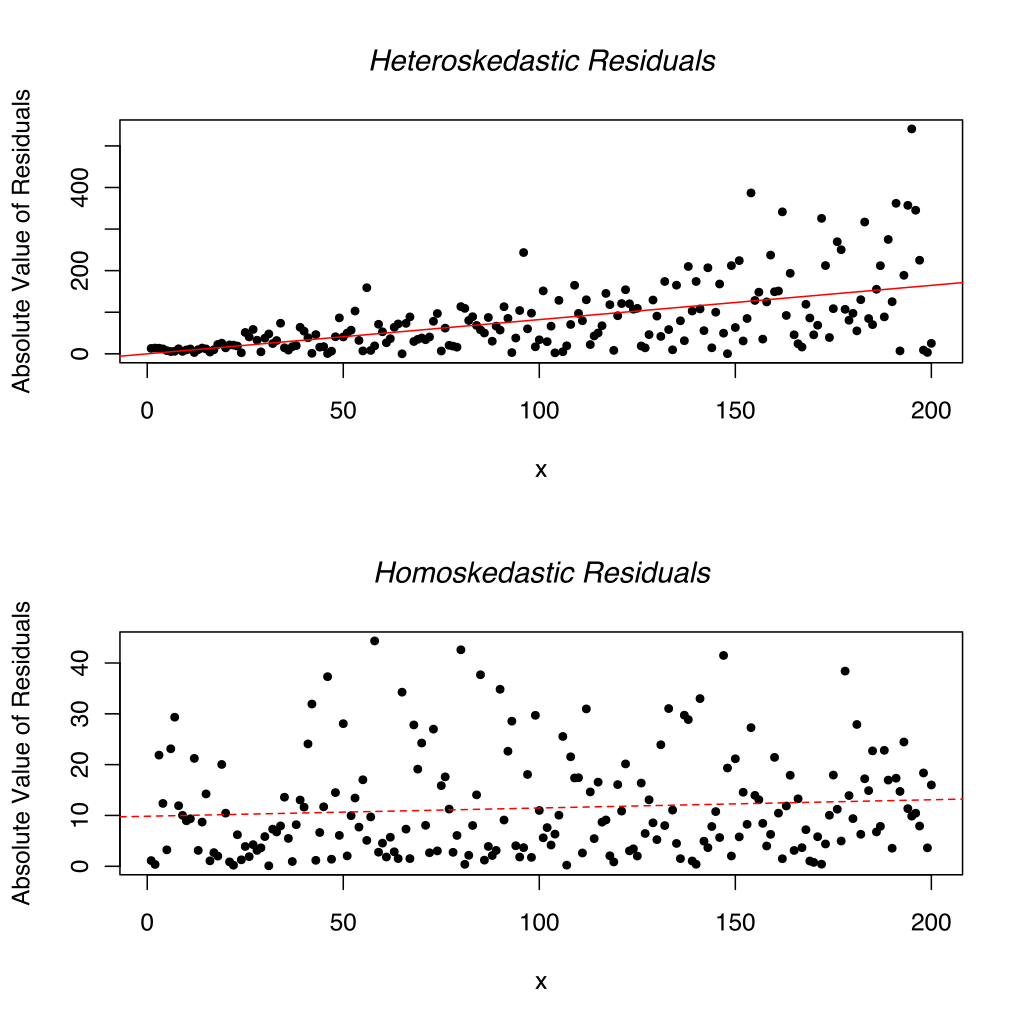 Heteroskedastic Residuals
Absolute Value of Residuals
400
200
0
0 50 100 150 200
x
Homoskedastic Residuals
Absolute Value of Residuals
40
30
20
10
0
0 50 100 150 200
x